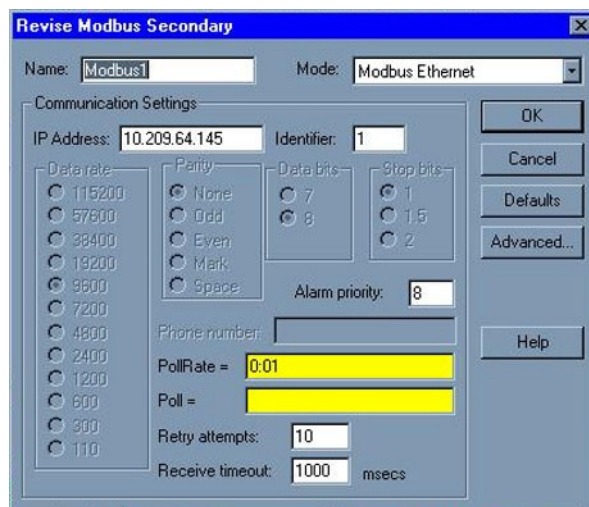 Revise Modbus Secondary
Name: Modbus1 Mode: Modbus Ethernet
Communication Settings
OK
IP Address: 10.209.64.145 Identifier: 1
Cancel
Data rate Parity Data bits Stop bits
115200 None 7 1
Defaults
57600 Odd 8 1.5
38400 Even 2
Advanced...
19200 Mark
9600 Space
Alarm priority: 8
7200
4800
Phone number:
Help
2400
PollRate = 0:01
1200
600
Poll =
300
Retry attempts: 10
110
Receive timeout: 1000 msecs